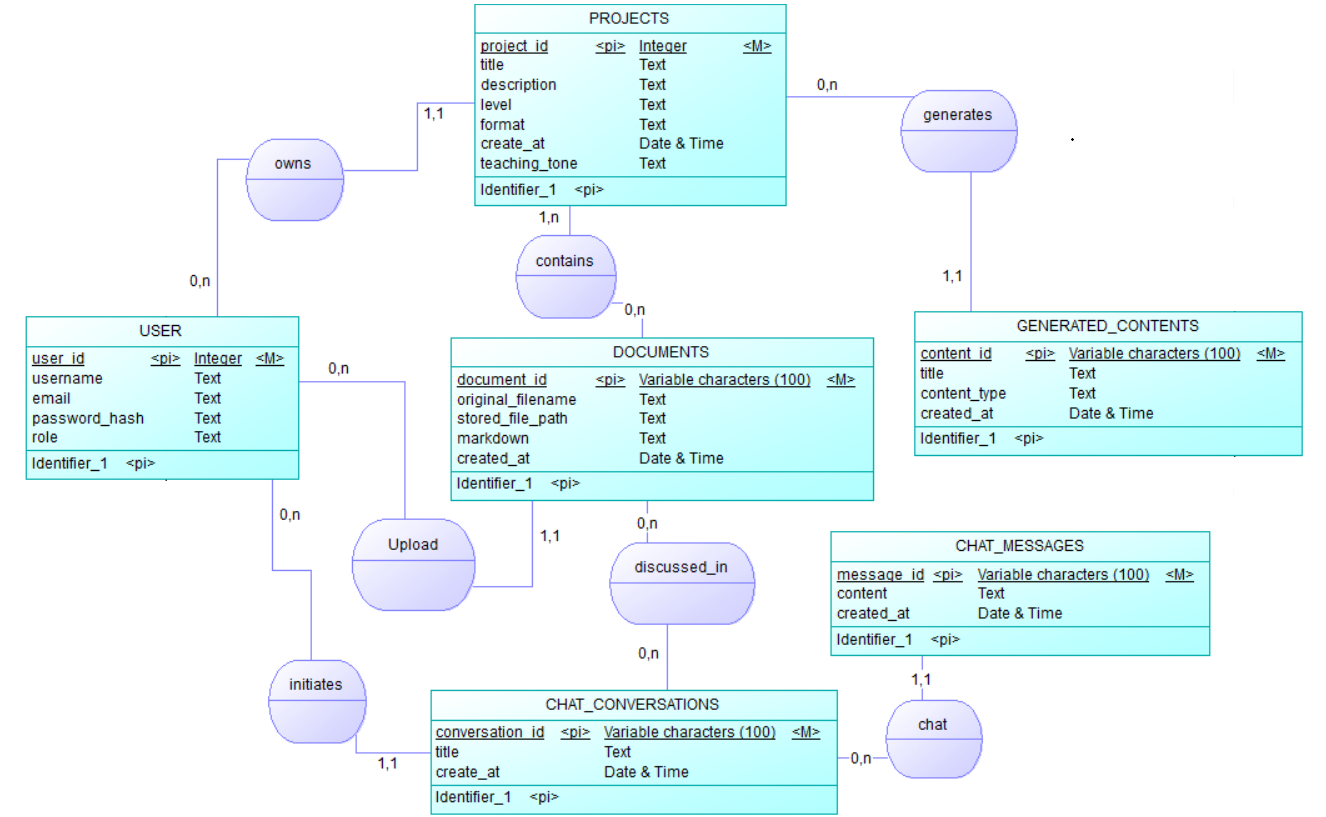 PROJECTS
project_id <pi> Integer <M>
title Text
description Text
level Text
format Text
create_at Date & Time
teaching_tone Text
Identifier_1 <pi>
0,n
generates
1,1
1,1
owns
0,n
1,n
contains
0,n
USER
user_id <pi> Integer <M>
username Text
email Text
password_hash Text
role Text
Identifier_1 <pi>
GENERATED_CONTENTS
content_id <pi> Variable characters (100) <M>
title Text
content_type Text
created_at Date & Time
Identifier_1 <pi>
DOCUMENTS
document_id <pi> Variable characters (100) <M>
original_filename Text
stored_file_path Text
markdown Text
created_at Date & Time
Identifier_1 <pi>
0,n
Upload
1,1
0,n
discussed_in
0,n
0,n
initiates
1,1
CHAT_MESSAGES
message_id <pi> Variable characters (100) <M>
content Text
created_at Date & Time
Identifier_1 <pi>
1,1
chat
0,n
CHAT_CONVERSATIONS
conversation_id <pi> Variable characters (100) <M>
title Text
create_at Date & Time
Identifier_1 <pi>